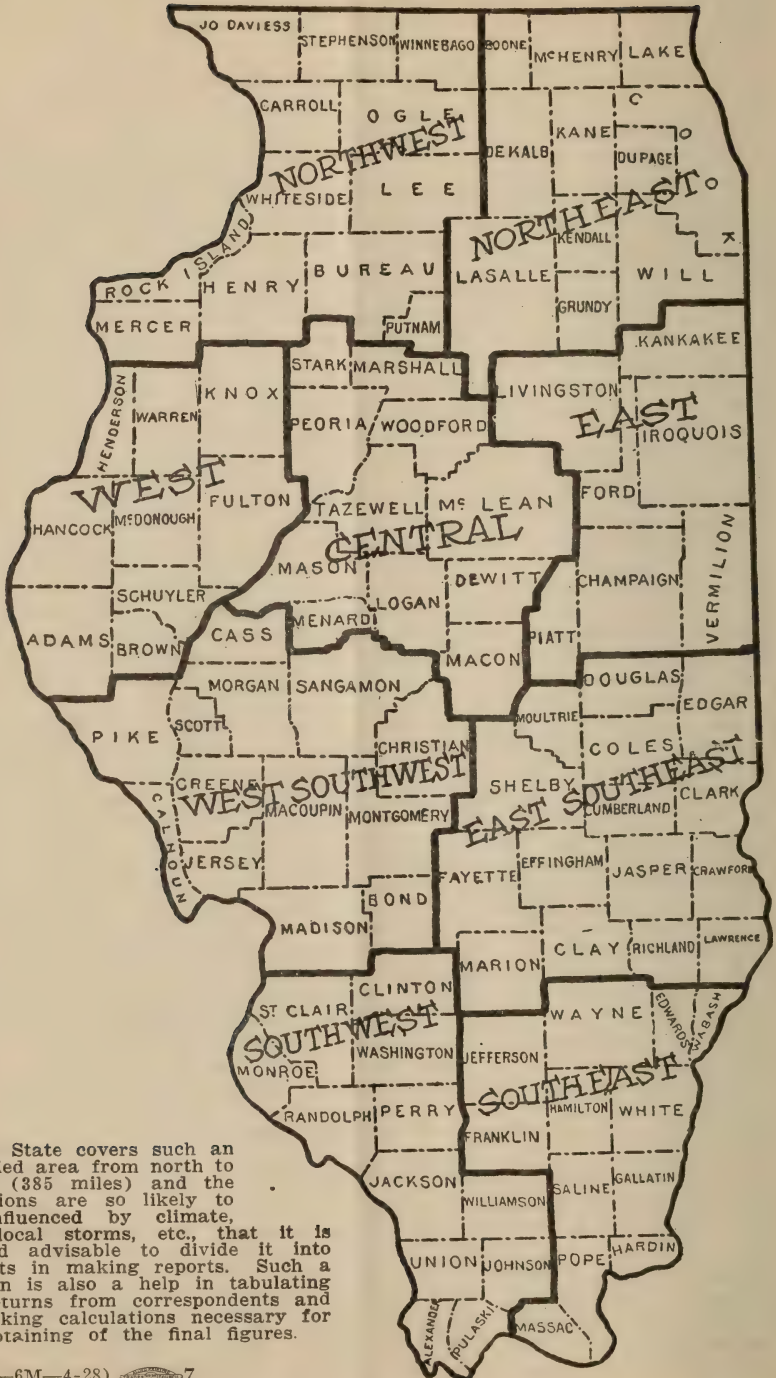 JO DAVIESS STEPHENSON WINNEBAGO BOONE McHENRY LAKE
CARROLL OGLE NORTHWEST DEKALB KANE COOK DUPAGE
WHITESIDE LEE NORTHEAST
ROCK ISLAND HENRY BUREAU LASALLE KENDALL WILL
MERCER PUTNAM GRUNDY
KANKAKEE
STARK MARSHALL LIVINGSTON
HENDERSON WARREN KNOX PEORIA WOODFORD EAST IROQUOIS
WEST FULTON TAZEWELL McLEAN FORD
HANCOCK McDONOUGH CENTRAL
MASON DEWITT CHAMPAIGN VERMILION
SCHUYLER LOGAN
ADAMS BROWN CASS MENARD MACON PIATT
MORGAN SANGAMON DOUGLAS
PIKE SCOTT MOULTRIE EDGAR
CHRISTIAN COLES
GREENE WEST SOUTHWEST SHELBY EAST SOUTHEAST
CALHOUN MACOUPIN MONTGOMERY CUMBERLAND CLARK
JERSEY FAYETTE EFFINGHAM JASPER CRAWFORD
BOND
MADISON CLAY RICHLAND LAWRENCE
MARION
CLINTON
ST. CLAIR WAYNE EDWARDS WABASH
SOUTHWEST WASHINGTON JEFFERSON
MONROE SOUTHEAST
RANDOLPH PERRY HAMILTON WHITE
FRANKLIN
JACKSON SALINE GALLATIN
WILLIAMSON
UNION JOHNSON POPE HARDIN
ALEXANDER PULASKI MASSAC
State covers such an
area from north to
(385 miles) and the
are so likely to
by climate,
local storms, etc., that it is
advisable to divide it into
in making reports. Such a
is also a help in tabulating
from correspondents and
calculations necessary for
of the final figures.
6M—4-28) 7